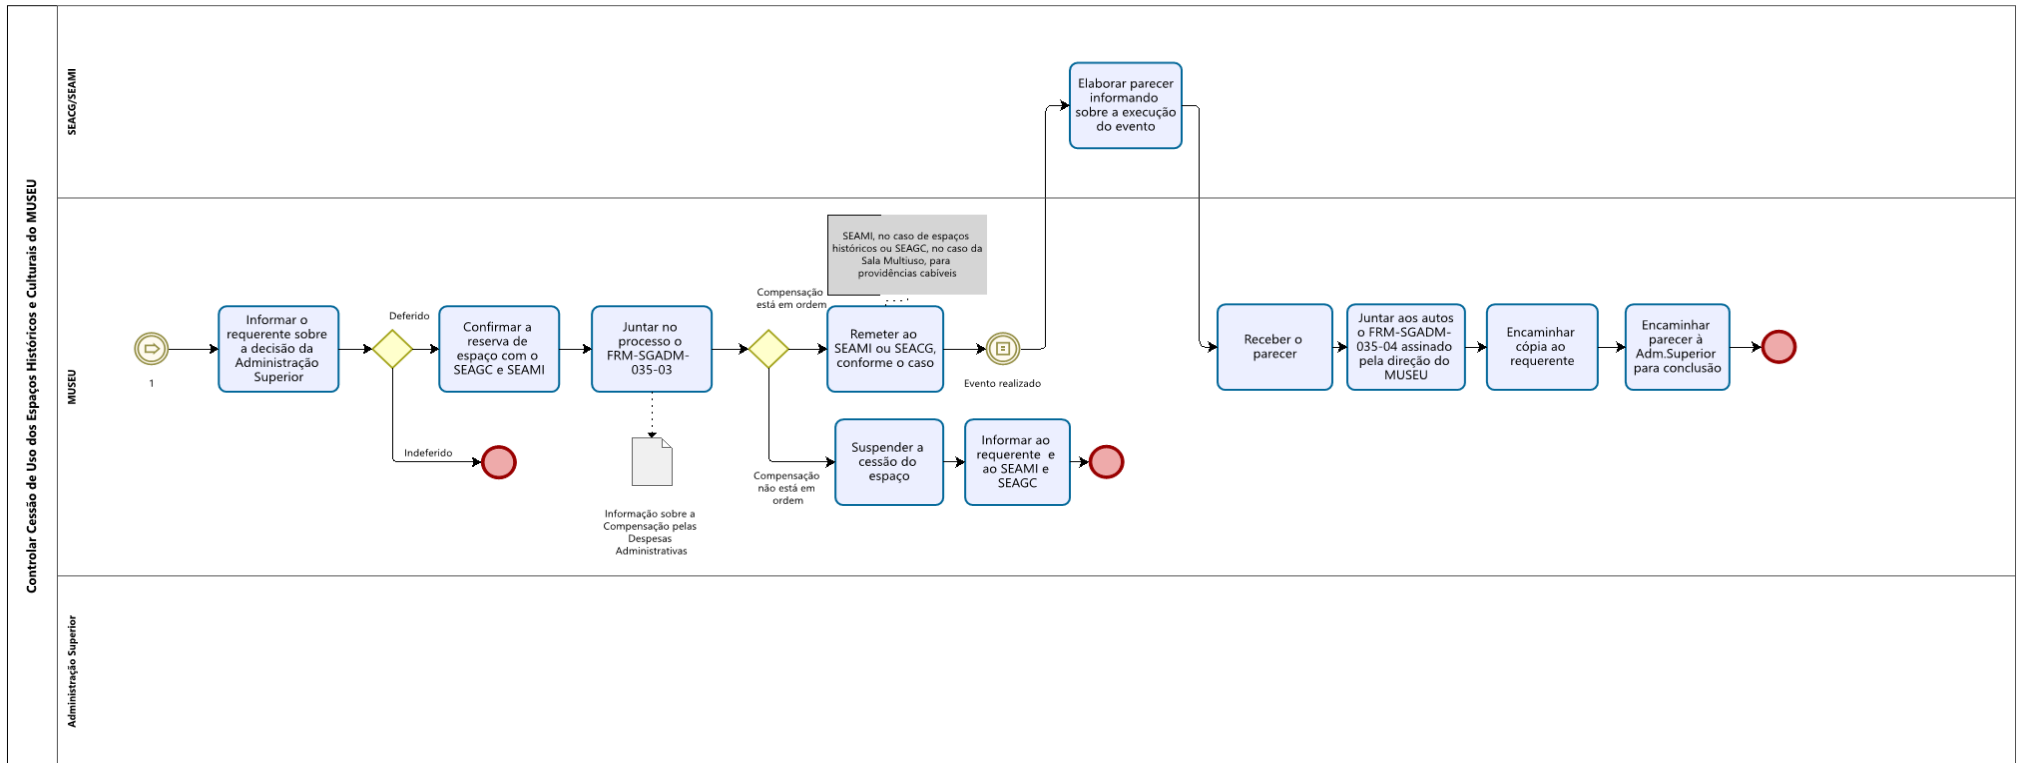 Controlar Cessão de Uso dos Espaços Históricos e Culturais do MUSEU
SEACG/SEAMI
Elaborar parecer
informando
sobre a execução
do evento
MUSEU
1
Informar o
requerente sobre
a decisão da
Administração
Superior
Deferido
Indeferido
Confirmar a
reserva de
espaço com o
SEAGC e SEAMI
Juntar no
processo o
FRM-SGADM-
035-03
Informação sobre a
Compensação pelas
Despesas
Administrativas
Compensação
está em ordem
Compensação
não está em
ordem
SEAMI, no caso de espaços
históricos ou SEAGC, no caso da
Sala Multiuso, para
providências cabíveis
Remeter ao
SEAMI ou SEACG,
conforme o caso
Evento realizado
Suspender a
cessão do
espaço
Informar ao
requerente e
ao SEAMI e
SEAGC
Receber o
parecer
Juntar aos autos
o FRM-SGADM-
035-04 assinado
pela direção do
MUSEU
Encaminhar
cópia ao
requerente
Encaminhar
parecer à
Adm.Superior
para conclusão
Administração Superior